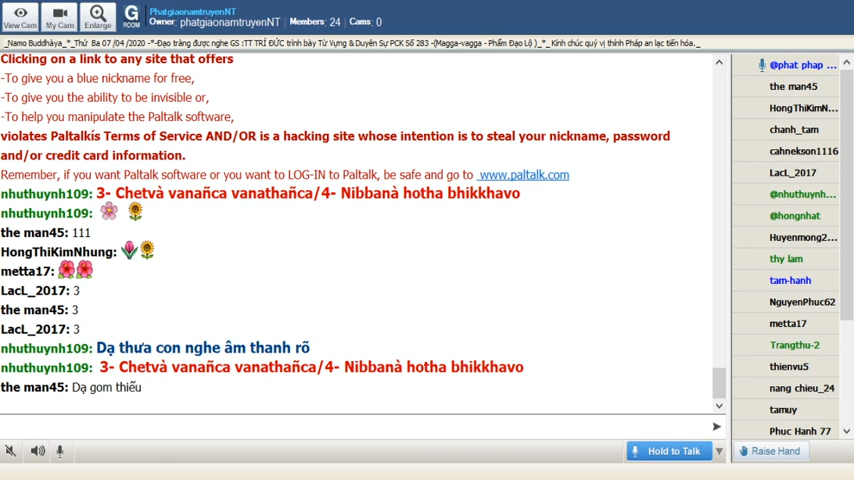 PhatgiaonamtruyenNT
Owner: phatgiaonamtruyenNT | Members: 24 Cams: 0
View Cam My Cam Enlarge G ROOM
_Namo Buddhàya_*_Thứ Ba 07 /04 /2020 -*-Đạo tràng được nghe GS :TT TRÍ ĐỨC trình bày Từ Vựng & Duyên Sự PCK Số 283 -(Magga-vagga - Phẩm Đạo Lộ )_*_ Kính chúc quý vị thính Pháp an lạc tiến hóa._
Clicking on a link to any site that offers
-To give you a blue nickname for free,
-To give you the ability to be invisible or,
-To help you manipulate the Paltalk software,
violates Paltalkís Terms of Service AND/OR is a hacking site whose intention is to steal your nickname, password
and/or credit card information.
Remember, if you want Paltalk software or you want to LOG-IN to Paltalk, be safe and go to www.paltalk.com
nhuthuynh109: 3- Chetvà vanañca vanathañca/4- Nibbanà hotha bhikkhavo
nhuthuynh109:
the man45: 111
HongThiKimNhung:
metta17:
LacL_2017: 3
the man45: 3
LacL_2017: 3
nhuthuynh109: Dạ thưa con nghe âm thanh rõ
nhuthuynh109: 3- Chetvà vanañca vanathañca/4- Nibbanà hotha bhikkhavo
the man45: Dạ gom thiếu
@phat phap ...
the man45
HongThiKimN...
chanh_tam
cahnekson1116
LacL_2017
@nhuthuynh...
@hongnhat
Huyenmong2...
thy lam
tam-hanh
NguyenPhuc62
metta17
Trangthu-2
thienvu5
nang chieu_24
tamuy
Phuc Hanh 77
Hold to Talk
Raise Hand